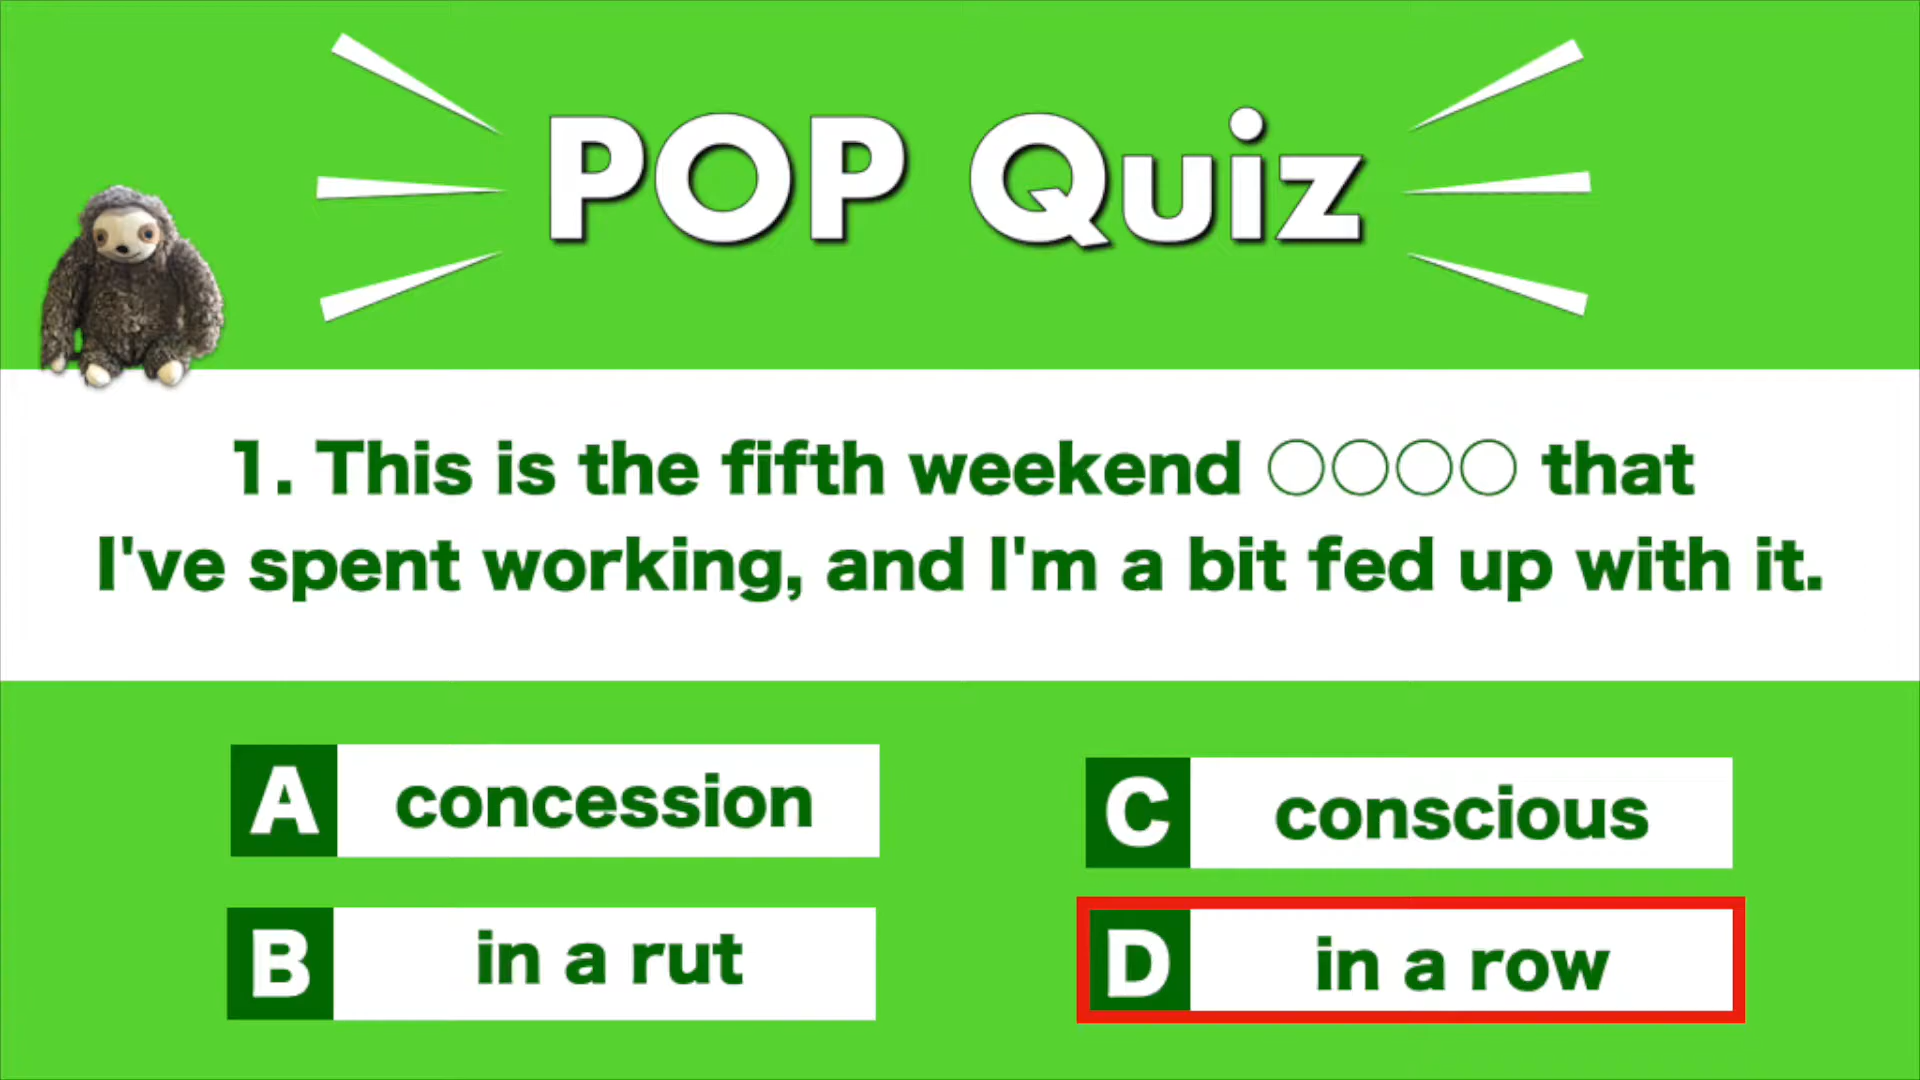 POP Quiz
1. This is the fifth weekend ○○○○ that
I've spent working, and I'm a bit fed up with it.
A concession
B in a rut
C conscious
D in a row